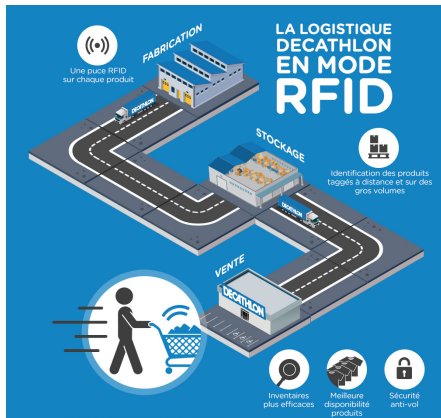 LA LOGISTIQUE
DECATHLON
EN MODE
RFID
FABRICATION
Une puce RFID
sur chaque produit
DECATHLON
STOCKAGE
Identification des produits
taggés à distance et sur des
gros volumes
DECATHLON
VENTE
DECATHLON
Inventaires
plus efficaces
Meilleure
disponibilité
produits
Sécurité
anti-vol